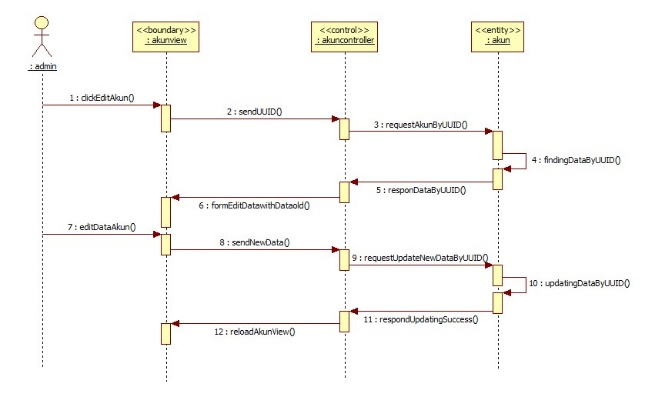 <<boundary>>
: akunview
<<control>>
: akuncontroller
<<entity>>
: akun
: admin
1 : clickEditAkun()
2 : sendUUID()
3 : requestAkunByUUID()
4 : findingDataByUUID()
5 : responDataByUUID()
6 : formEditDatawithDataold()
7 : editDataAkun()
8 : sendNewData()
9 : requestUpdateNewDataByUUID()
10 : updatingDataByUUID()
11 : respondUpdatingSuccess()
12 : reloadAkunView()